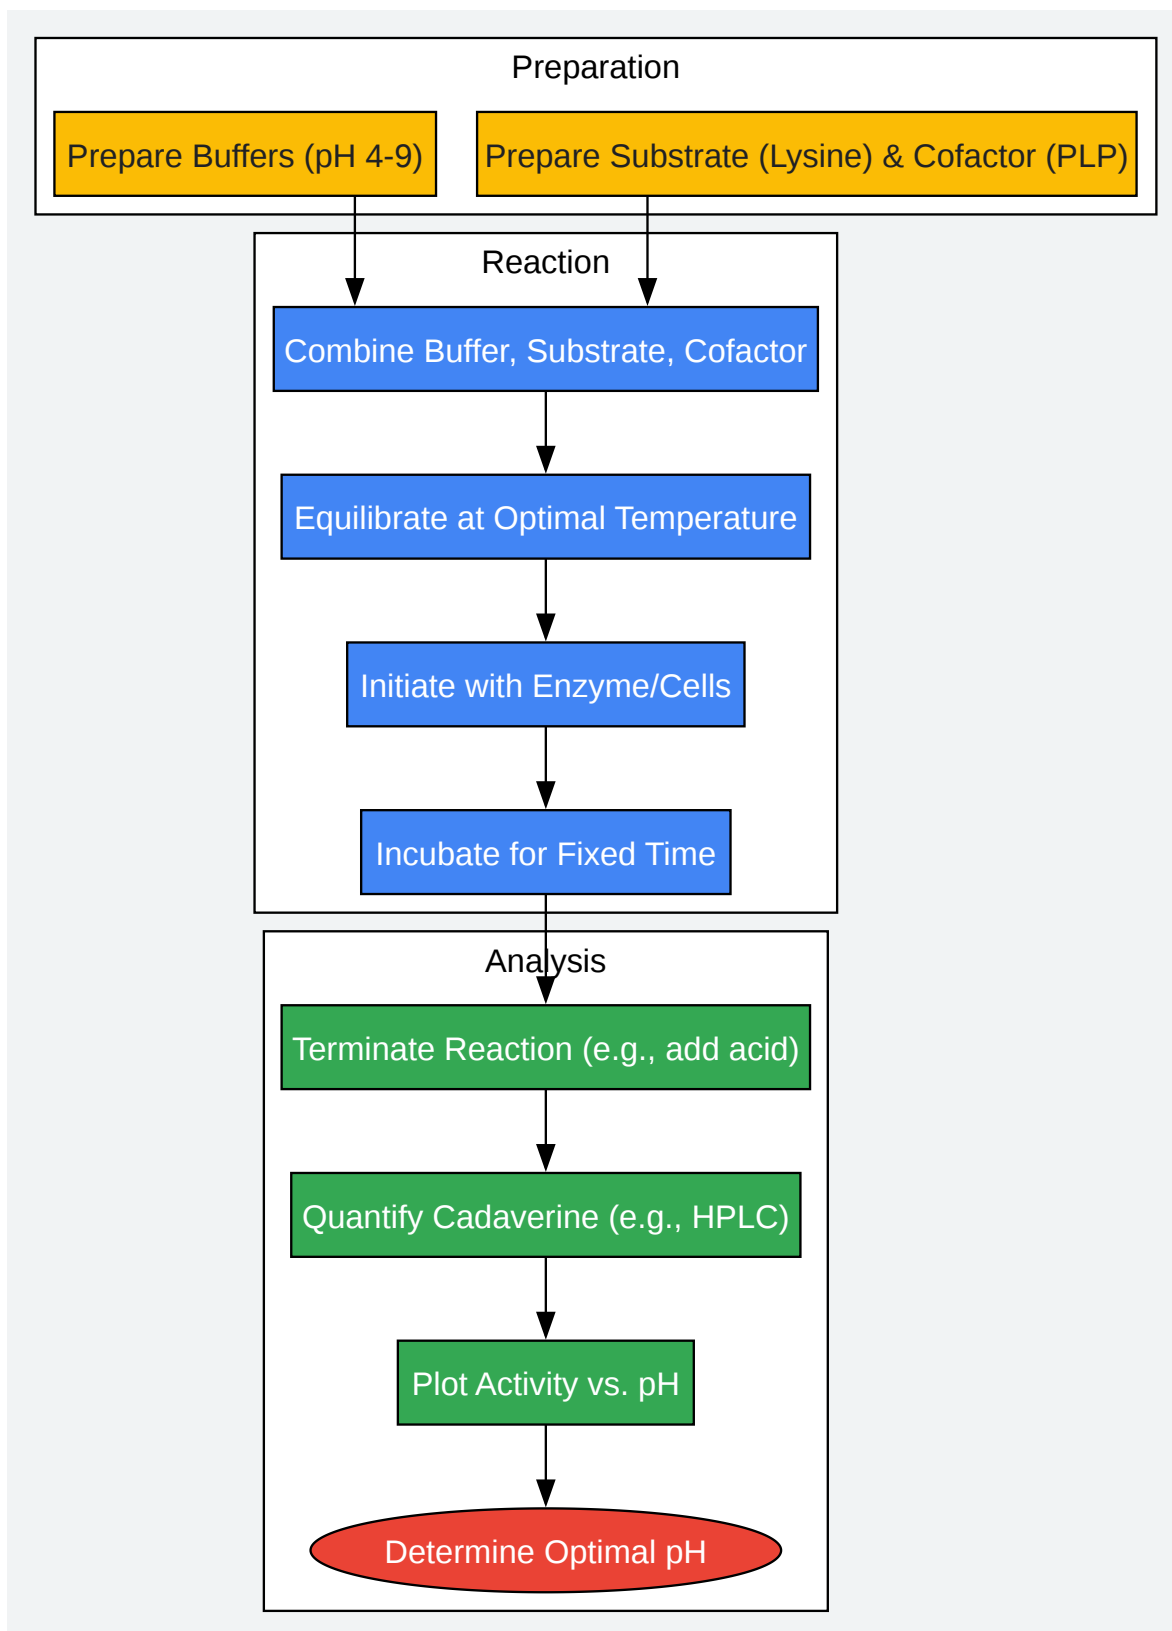 Preparation
Prepare Buffers (pH 4-9)
Prepare Substrate (Lysine) & Cofactor (PLP)
Reaction
Combine Buffer, Substrate, Cofactor
Equilibrate at Optimal Temperature
Initiate with Enzyme/Cells
Incubate for Fixed Time
Analysis
Terminate Reaction (e.g., add acid)
Quantify Cadaverine (e.g., HPLC)
Plot Activity vs. pH
Determine Optimal pH